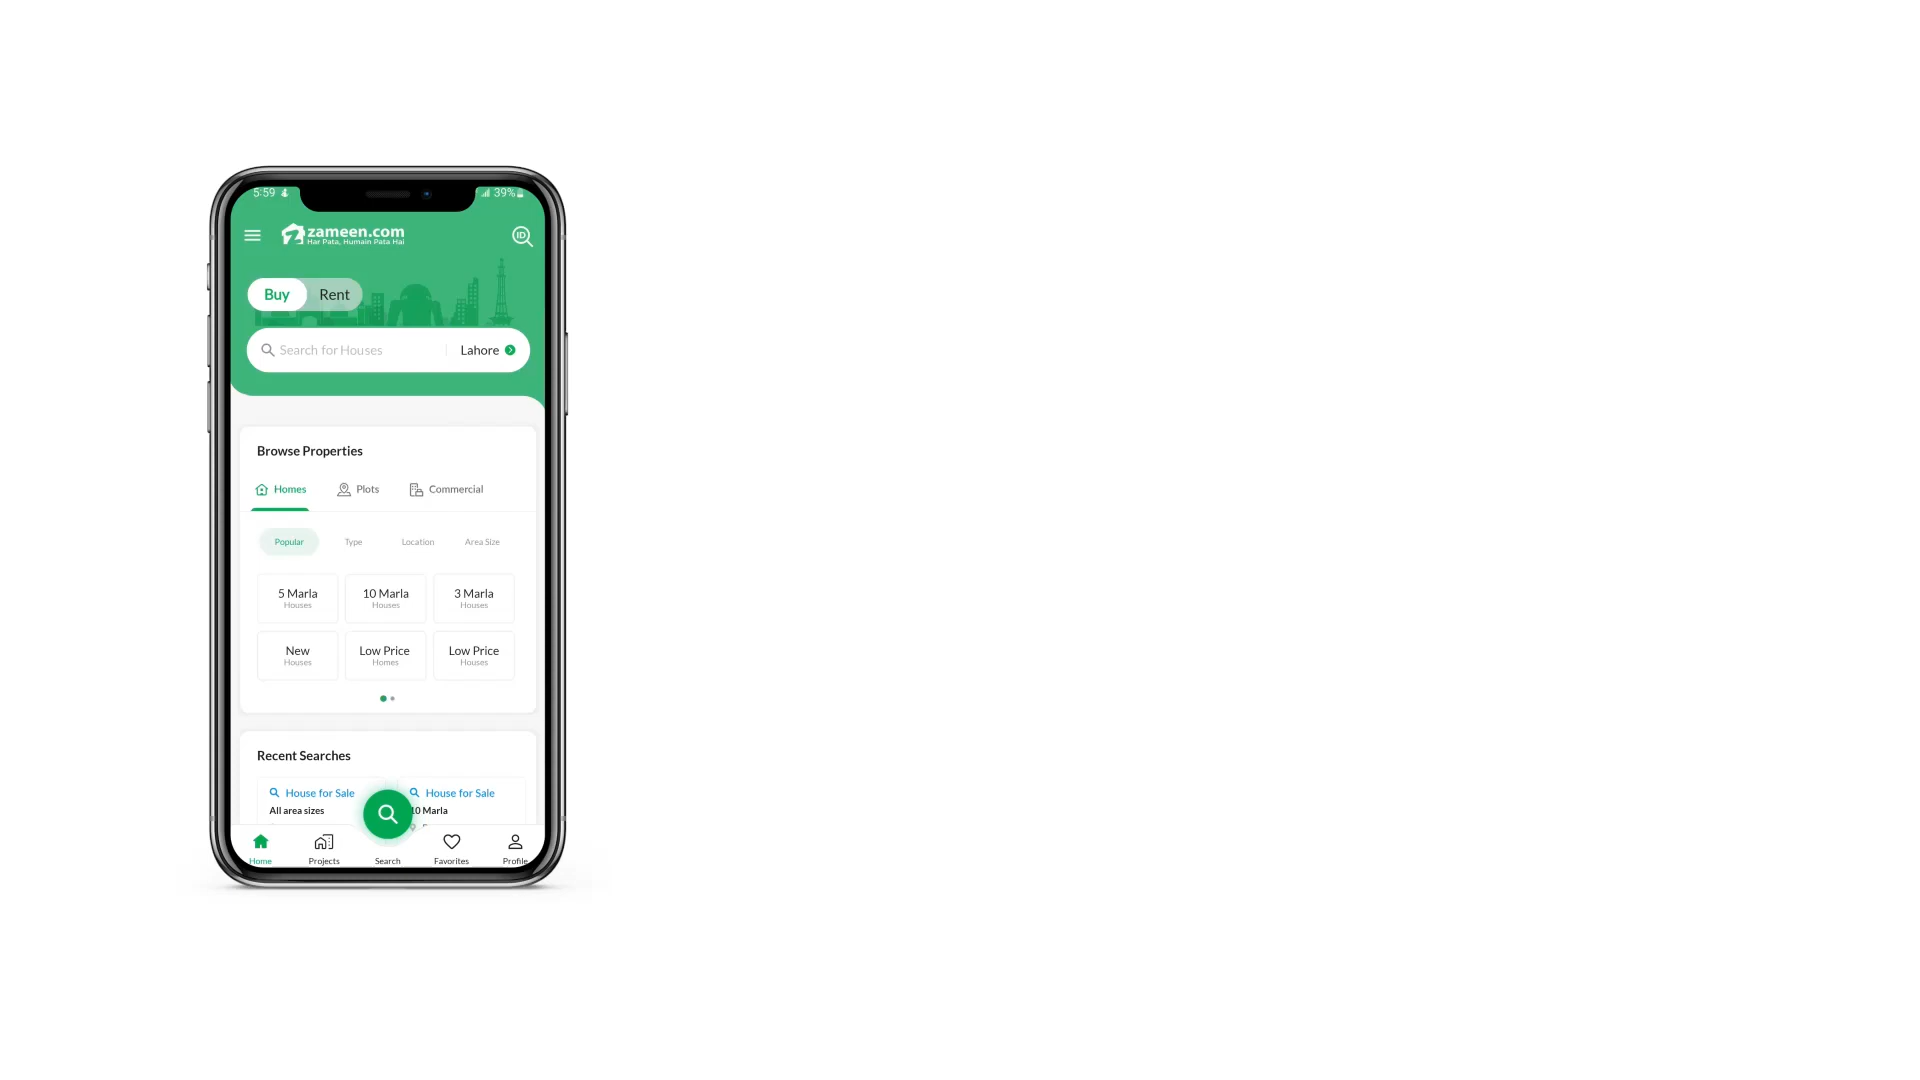 5:59 39%
zameen.com
Har Pata, Humain Pata Hai
ID
Buy Rent
Search for Houses Lahore
Browse Properties
Homes Plots Commercial
Popular Type Location Area Size
5 Marla 10 Marla 3 Marla
Houses Houses Houses
New Low Price Low Price
Houses Homes Houses
Recent Searches
House for Sale House for Sale
All area sizes 10 Marla
Home Projects Search Favorites Profile